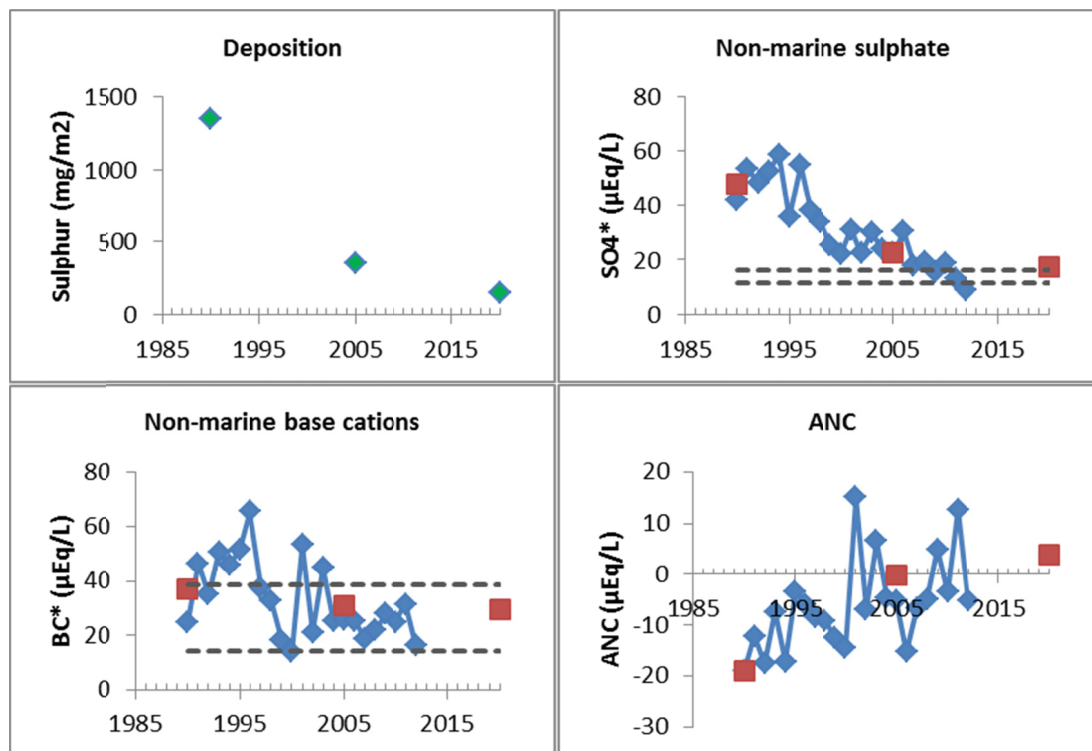 Deposition
Sulphur (mg/m2)
1500
1000
500
0
1985 1995 2005 2015
Non-marine sulphate
SO4* (µEq/L)
80
60
40
20
0
1985 1995 2005 2015
Non-marine base cations
BC* (µEq/L)
80
60
40
20
0
1985 1995 2005 2015
ANC
ANC (µEq/L)
20
10
0
1985 1995 2005 2015
-10
-20
-30